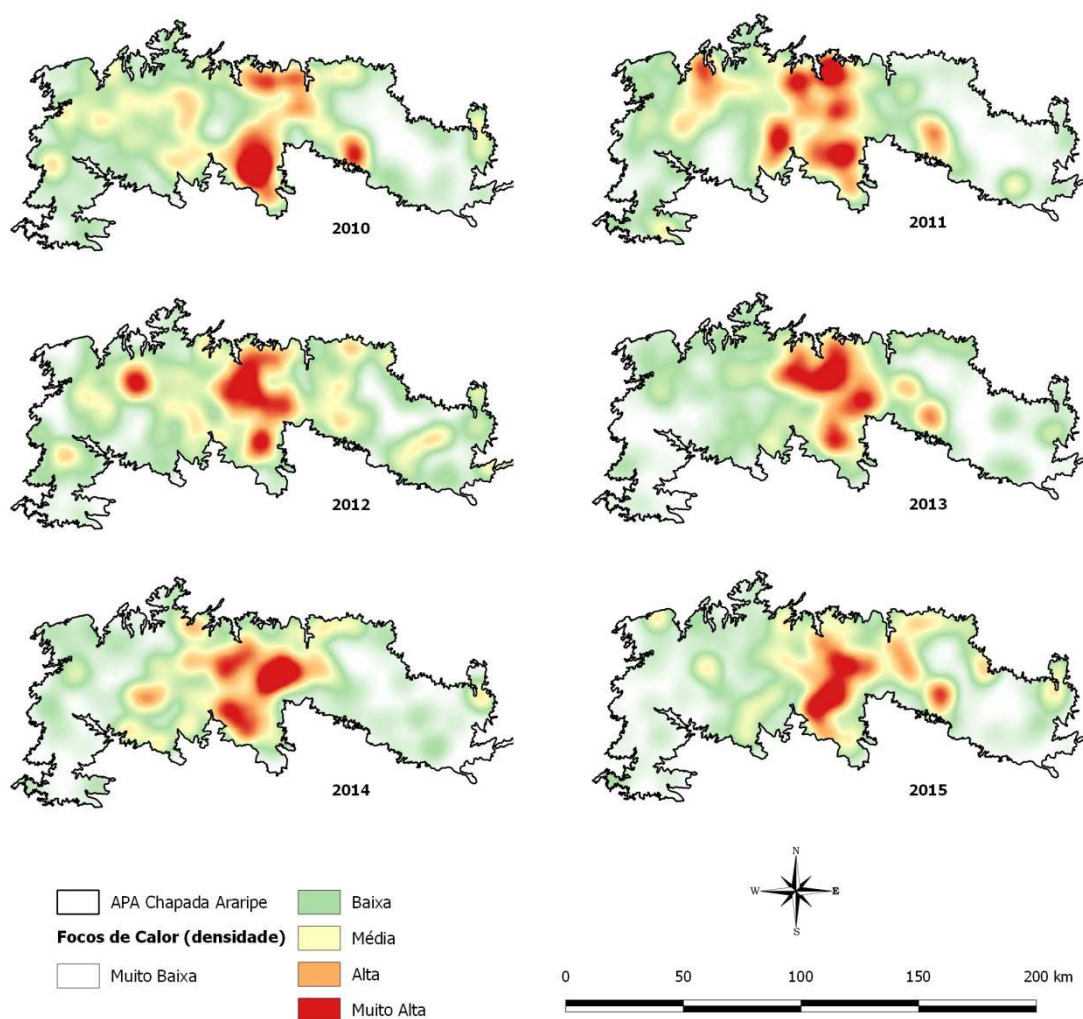 2010
2011
2012
2013
2014
2015
N
W
E
S
APA Chapada Araripe
Focos de Calor (densidade)
Muito Baixa
Baixa
Média
Alta
Muito Alta
0 50 100 150 200 km